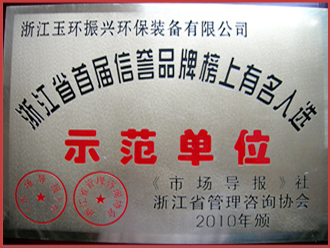 浙江玉环振兴环保装备有限公司
浙江省首届信誉品牌榜上有名入选
示范单位
《市场导报》社
浙江省管理咨询协会
2010年颁